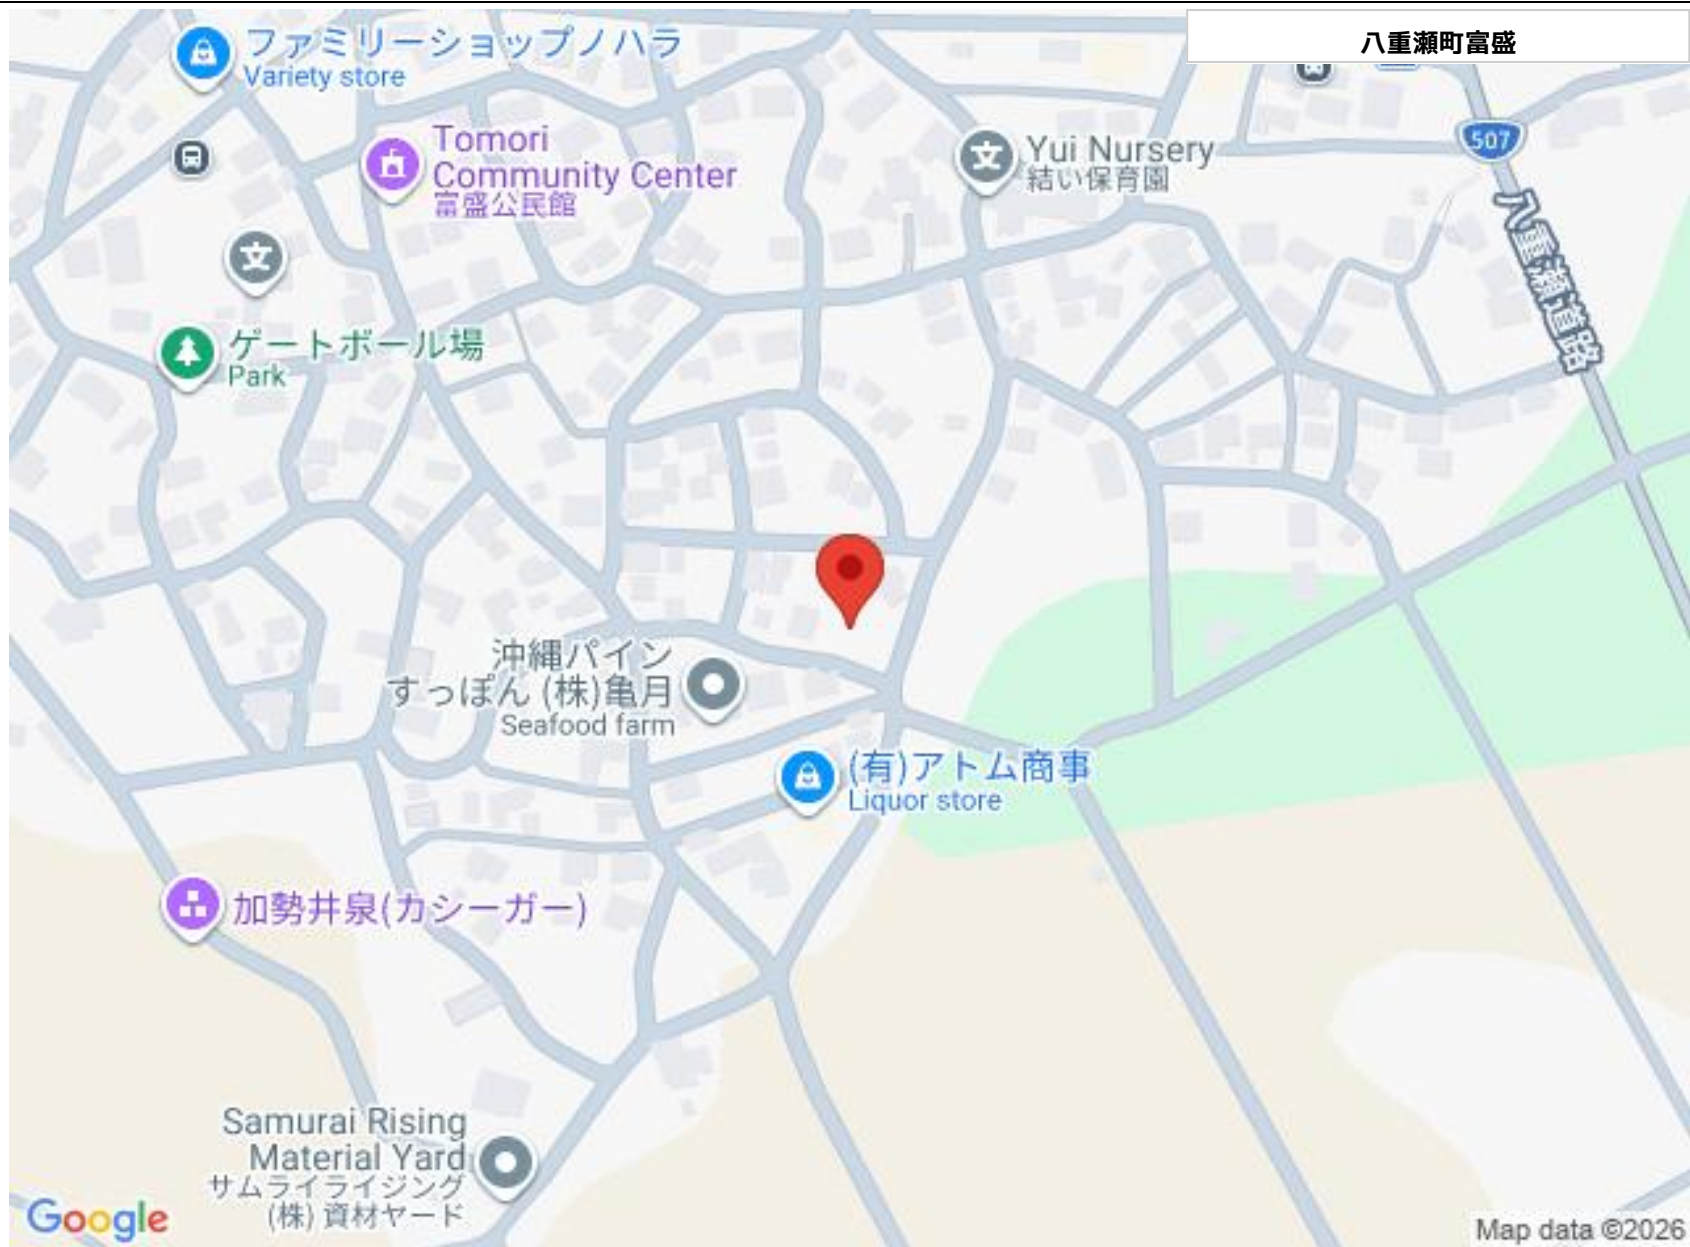 八重瀬町富盛
ファミリーショップノハラ
Variety store
Tomori
Community Center
富盛公民館
Yui Nursery
結い保育園
507
八重瀬道路
文
文
ゲートボール場
Park
沖縄パイン
すっぽん (株)亀月
Seafood farm
(有)アトム商事
Liquor store
加勢井泉(カシーガー)
Samurai Rising
Material Yard
サムライライジング
(株) 資材ヤード
Google
Map data ©2026